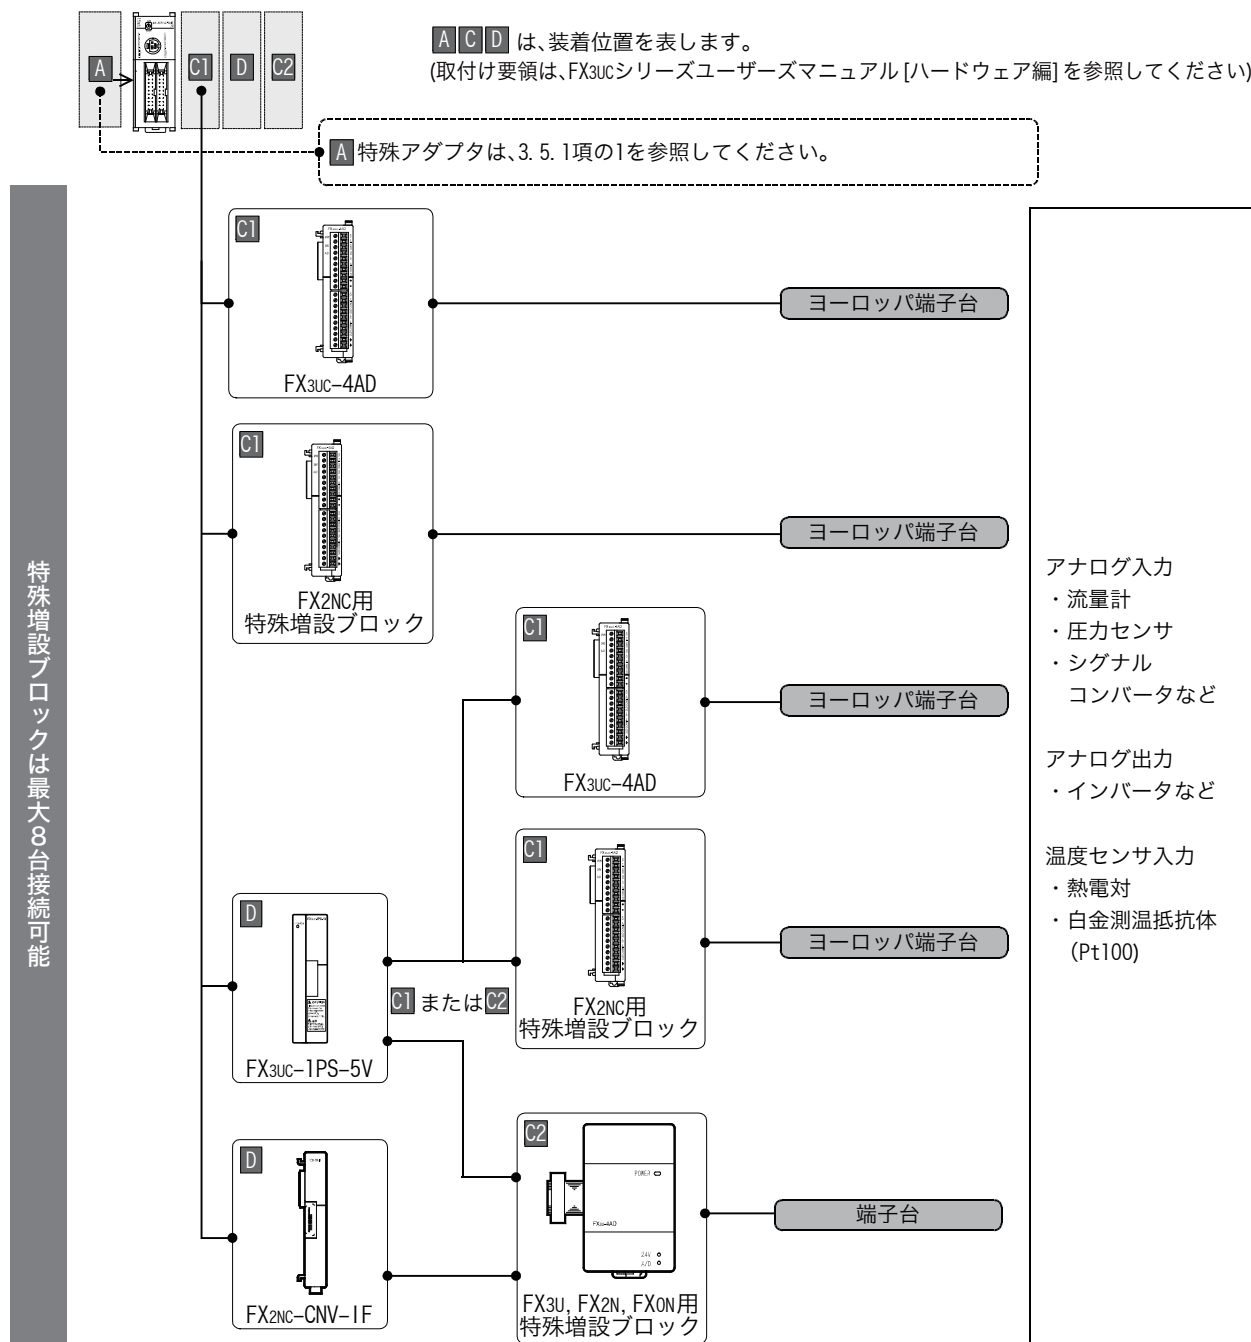 A C1 D C2
A C D は、装着位置を表します。
(取付け要領は、FX3UCシリーズユーザーズマニュアル [ハードウェア編] を参照してください)
A 特殊アダプタは、3. 5. 1項の1を参照してください。
特殊増設ブロックは最大8台接続可能
C1
FX3UC-4AD
ヨーロッパ端子台
C1
FX2NC用
特殊増設ブロック
ヨーロッパ端子台
C1
FX3UC-4AD
ヨーロッパ端子台
C1
FX2NC用
特殊増設ブロック
ヨーロッパ端子台
D
FX3UC-1PS-5V
C1 または C2
D
FX2NC-CNV-IF
C2
POWER
FX3U-4AD
24V
A/D
FX3U, FX2N, FX0N用
特殊増設ブロック
端子台
アナログ入力
・流量計
・圧力センサ
・シグナル
コンバータなど
アナログ出力
・インバータなど
温度センサ入力
・熱電対
・白金測温抵抗体
(Pt100)